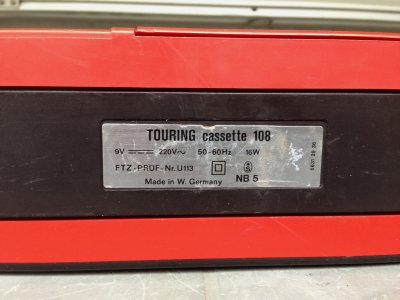 TOURING cassette 108
9V 220V~ 50-60Hz 16W
FTZ-PRÜF-Nr.U113
Made in W. Germany NB 5